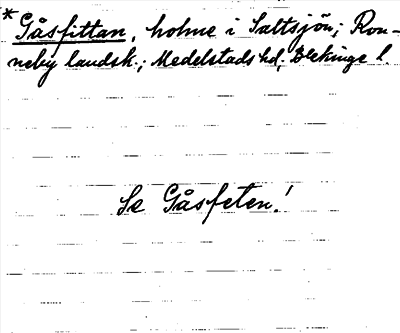 * Gåsfittan, holme i Saltsjön; Ron-
neby landsk.; Medelstads hd; Blekinge l.
Se Gåsfeten!